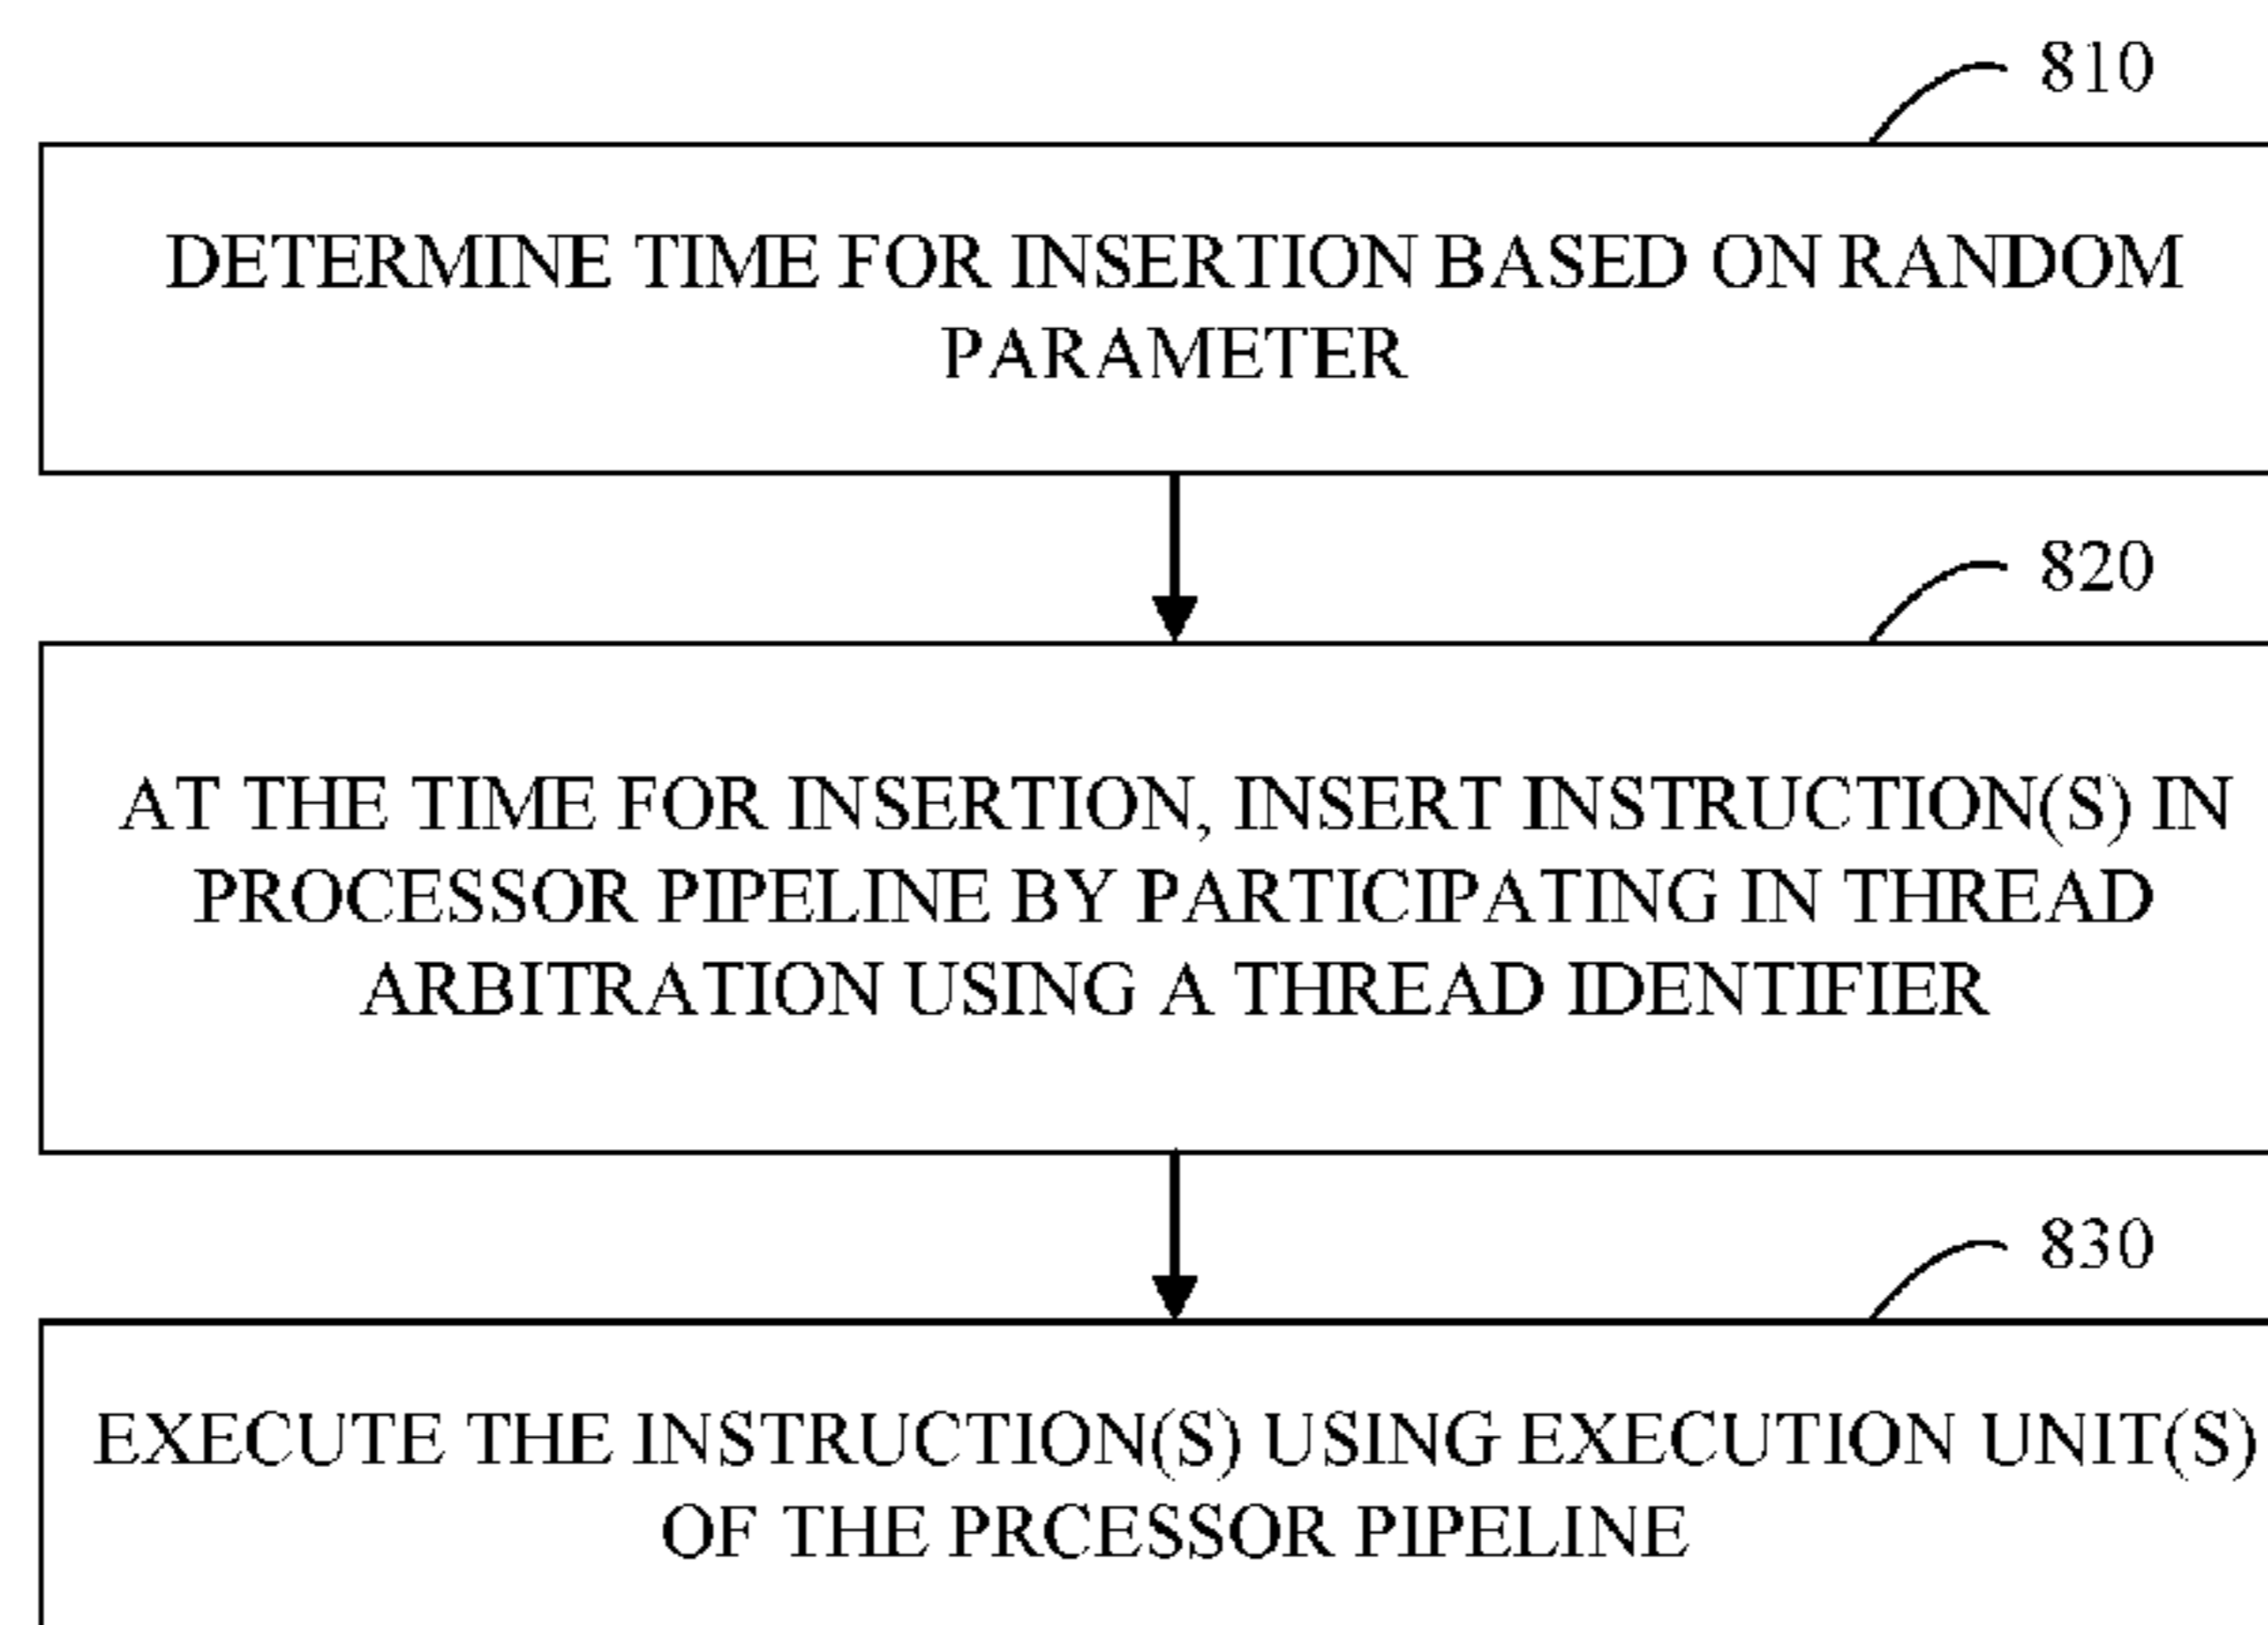 810
DETERMINE TIME FOR INSERTION BASED ON RANDOM
PARAMETER
820
AT THE TIME FOR INSERTION, INSERT INSTRUCTION(S) IN
PROCESSOR PIPELINE BY PARTICIPATING IN THREAD
ARBITRATION USING A THREAD IDENTIFIER
830
EXECUTE THE INSTRUCTION(S) USING EXECUTION UNIT(S)
OF THE PRCESSOR PIPELINE